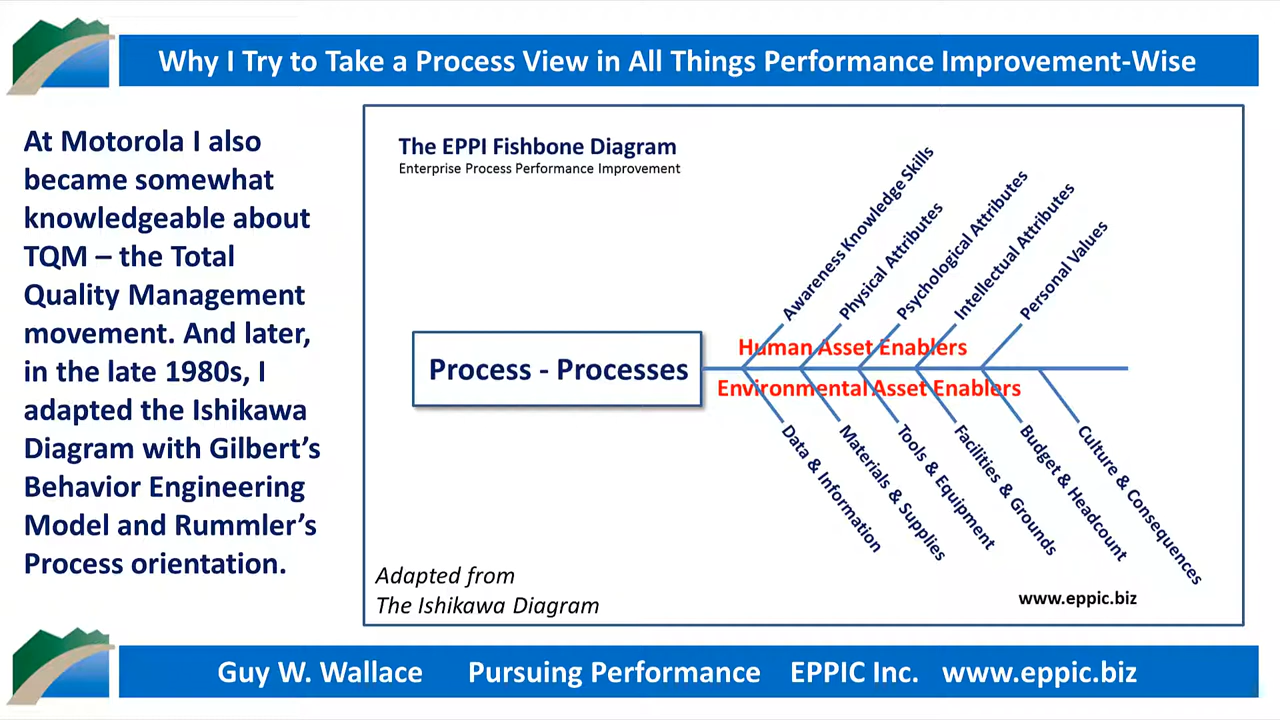 Why I Try to Take a Process View in All Things Performance Improvement-Wise
At Motorola I also
became somewhat
knowledgeable about
TQM – the Total
Quality Management
movement. And later,
in the late 1980s, I
adapted the Ishikawa
Diagram with Gilbert’s
Behavior Engineering
Model and Rummler’s
Process orientation.
The EPPI Fishbone Diagram
Enterprise Process Performance Improvement
Awareness Knowledge Skills
Physical Attributes
Psychological Attributes
Intellectual Attributes
Personal Values
Human Asset Enablers
Process - Processes
Environmental Asset Enablers
Data & Information
Materials & Supplies
Tools & Equipment
Facilities & Grounds
Budget & Headcount
Culture & Consequences
Adapted from
The Ishikawa Diagram
www.eppic.biz
Guy W. Wallace Pursuing Performance EPPIC Inc. www.eppic.biz